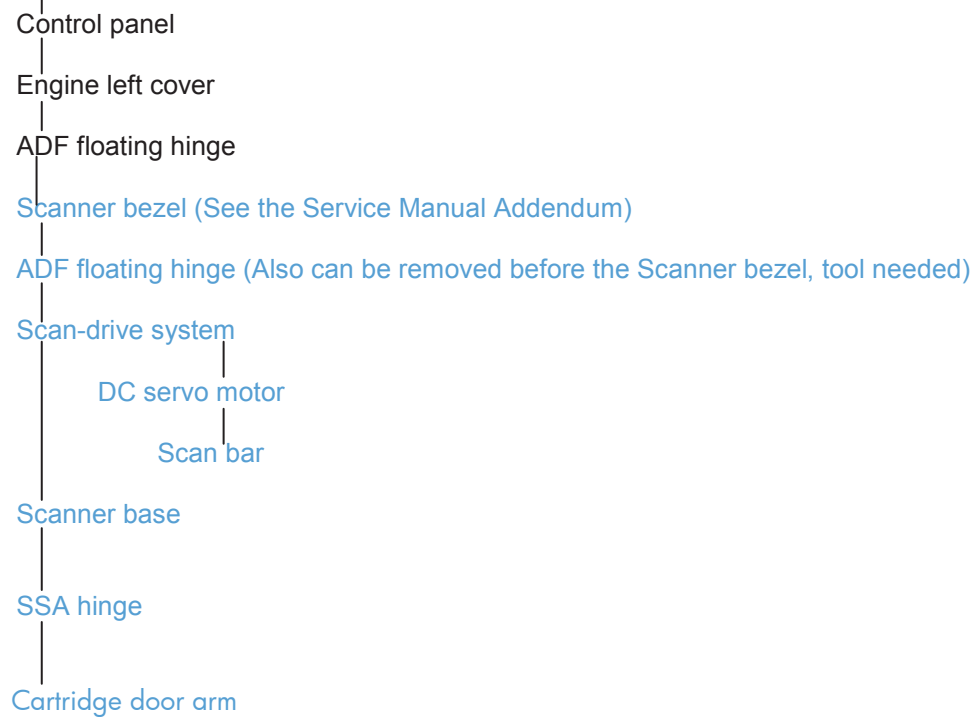 Control panel
Engine left cover
ADF floating hinge
Scanner bezel (See the Service Manual Addendum)
ADF floating hinge (Also can be removed before the Scanner bezel, tool needed)
Scan-drive system
DC servo motor
Scan bar
Scanner base
SSA hinge
Cartridge door arm